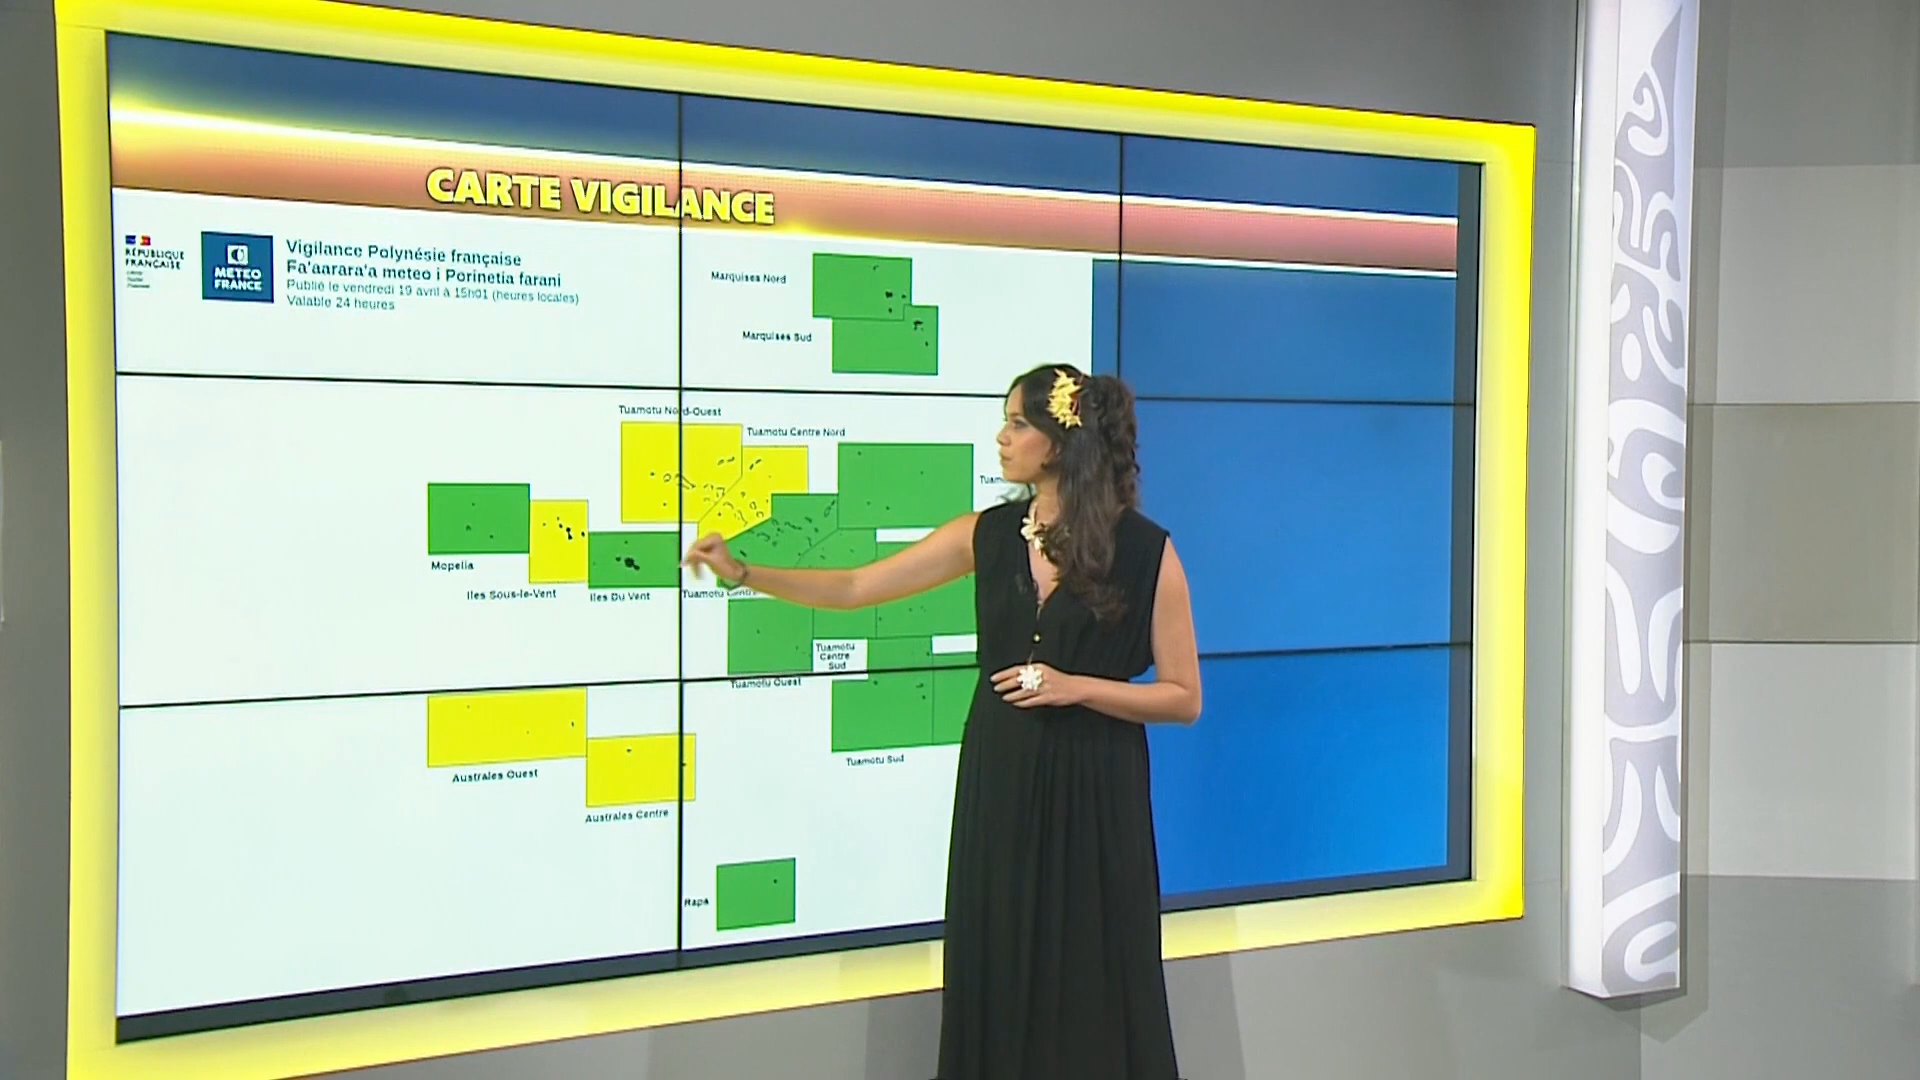 CARTE VIGILANCE
RÉPUBLIQUE
FRANÇAISE
METEO
FRANCE
Vigilance Polynésie française
Fa'aarara'a meteo i Porinetia farani
Publié le vendredi 19 avril à 15h01 (heures locales)
Valable 24 heures
Marquises Nord
Marquises Sud
Tuamotu Nord-Ouest
Tuamotu Centre Nord
Mopelia
Iles Sous-le-Vent
Iles Du Vent
Tuamotu Centre
Tuamotu
Centre
Sud
Tuamotu Ouest
Australes Ouest
Tuamotu Sud
Australes Centre
Rapa